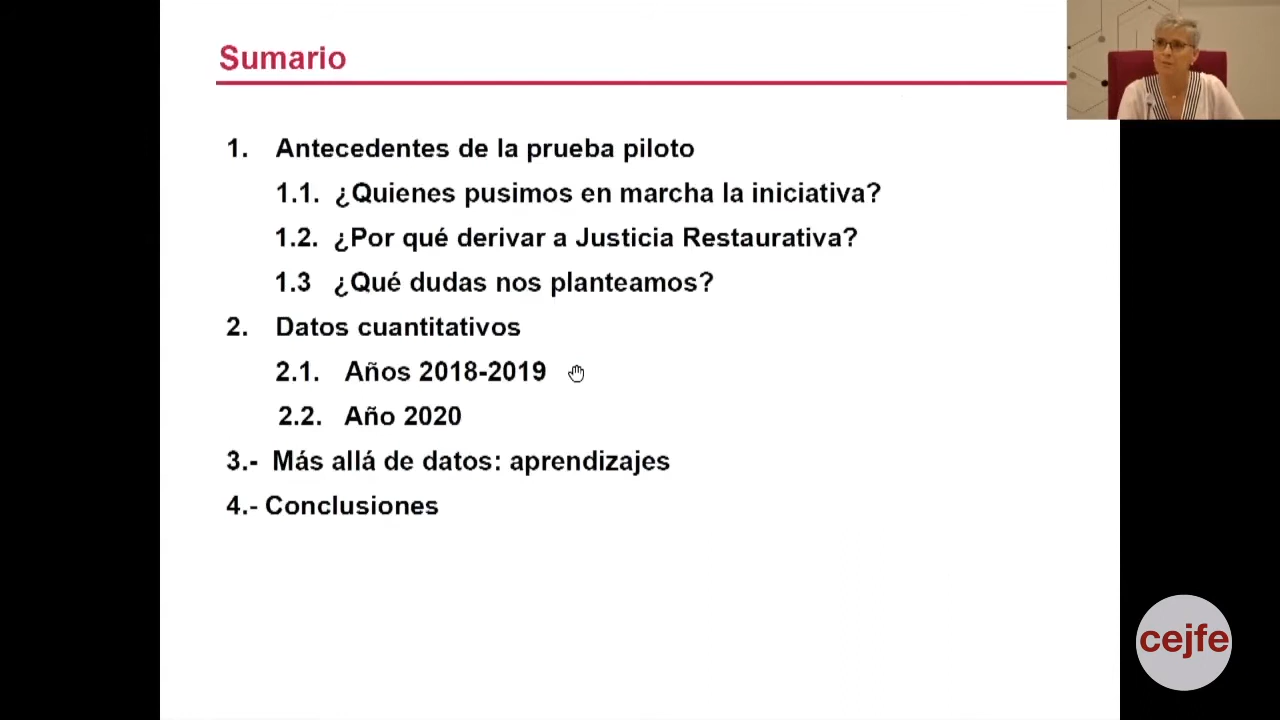 Sumario
1. Antecedentes de la prueba piloto
1.1. ¿Quienes pusimos en marcha la iniciativa?
1.2. ¿Por qué derivar a Justicia Restaurativa?
1.3 ¿Qué dudas nos planteamos?
2. Datos cuantitativos
2.1. Años 2018-2019
2.2. Año 2020
3.- Más allá de datos: aprendizajes
4.- Conclusiones
cejfe